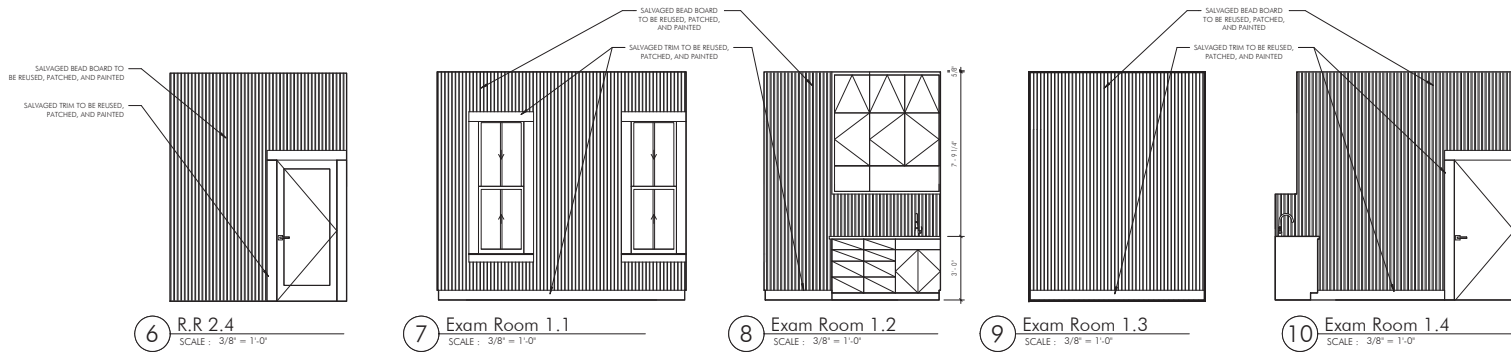 SALVAGED BEAD BOARD TO
BE REUSED, PATCHED, AND PAINTED
SALVAGED TRIM TO BE REUSED,
PATCHED, AND PAINTED
SALVAGED BEAD BOARD
TO BE REUSED, PATCHED,
AND PAINTED
SALVAGED TRIM TO BE REUSED,
PATCHED, AND PAINTED
SALVAGED BEAD BOARD
TO BE REUSED, PATCHED,
AND PAINTED
SALVAGED TRIM TO BE REUSED,
PATCHED, AND PAINTED
5/8"
7' - 9 1/4"
3' - 0"
6 R.R 2.4
SCALE : 3/8" = 1'-0"
7 Exam Room 1.1
SCALE : 3/8" = 1'-0"
8 Exam Room 1.2
SCALE : 3/8" = 1'-0"
9 Exam Room 1.3
SCALE : 3/8" = 1'-0"
10 Exam Room 1.4
SCALE : 3/8" = 1'-0"